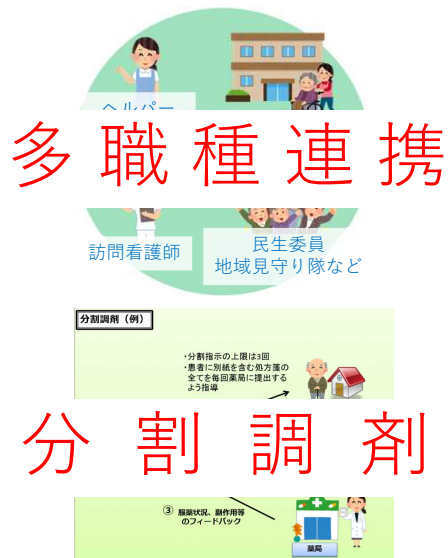 ヘルパー
多職種連携
訪問看護師
民生委員
地域見守り隊など
分割調剤（例）
・分割指示の上限は3回
・患者に別紙を含む処方箋の
全てを毎回薬局に提出する
よう指導
分割調剤
③ 服薬状況、副作用等
のフィードバック
薬局